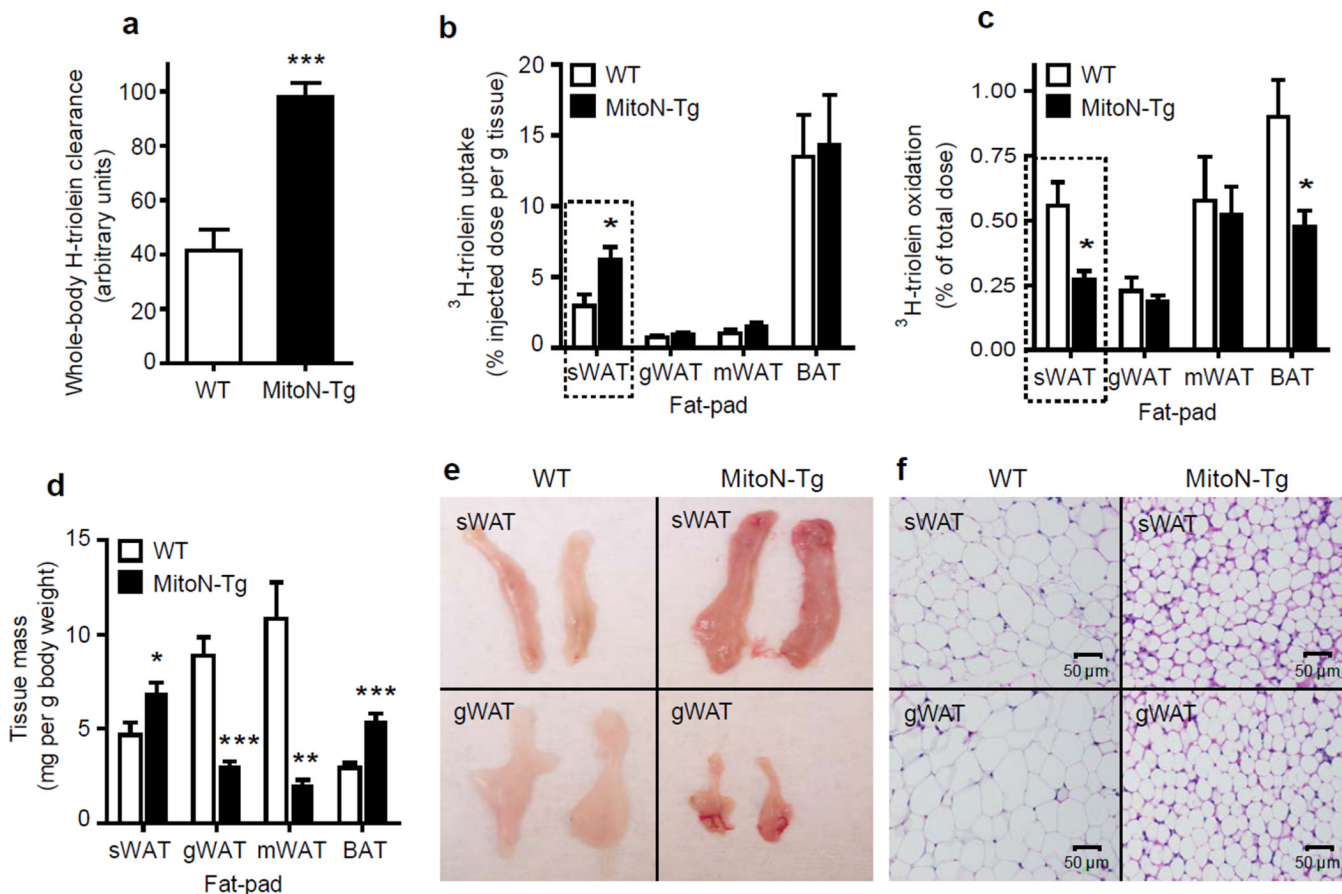 a
Whole-body H-triolein clearance
(arbitrary units)
100
80
60
40
20
0
***
WT
MitoN-Tg
b
³H-triolein uptake
(% injected dose per g tissue)
20
15
10
5
0
WT
MitoN-Tg
*
sWAT gWAT mWAT BAT
Fat-pad
c
³H-triolein oxidation
(% of total dose)
1.00
0.75
0.50
0.25
0.00
WT
MitoN-Tg
*
*
sWAT gWAT mWAT BAT
Fat-pad
d
Tissue mass
(mg per g body weight)
15
10
5
0
WT
MitoN-Tg
*
***
**
***
sWAT gWAT mWAT BAT
Fat-pad
e
WT
MitoN-Tg
sWAT
sWAT
gWAT
gWAT
f
WT
MitoN-Tg
sWAT
50 µm
sWAT
50 µm
gWAT
50 µm
gWAT
50 µm